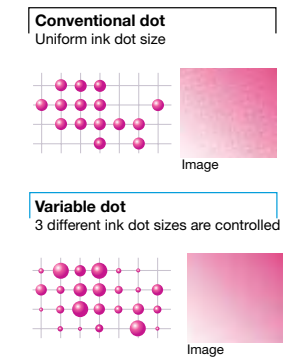 Conventional dot
Uniform ink dot size
Image
Variable dot
3 different ink dot sizes are controlled
Image